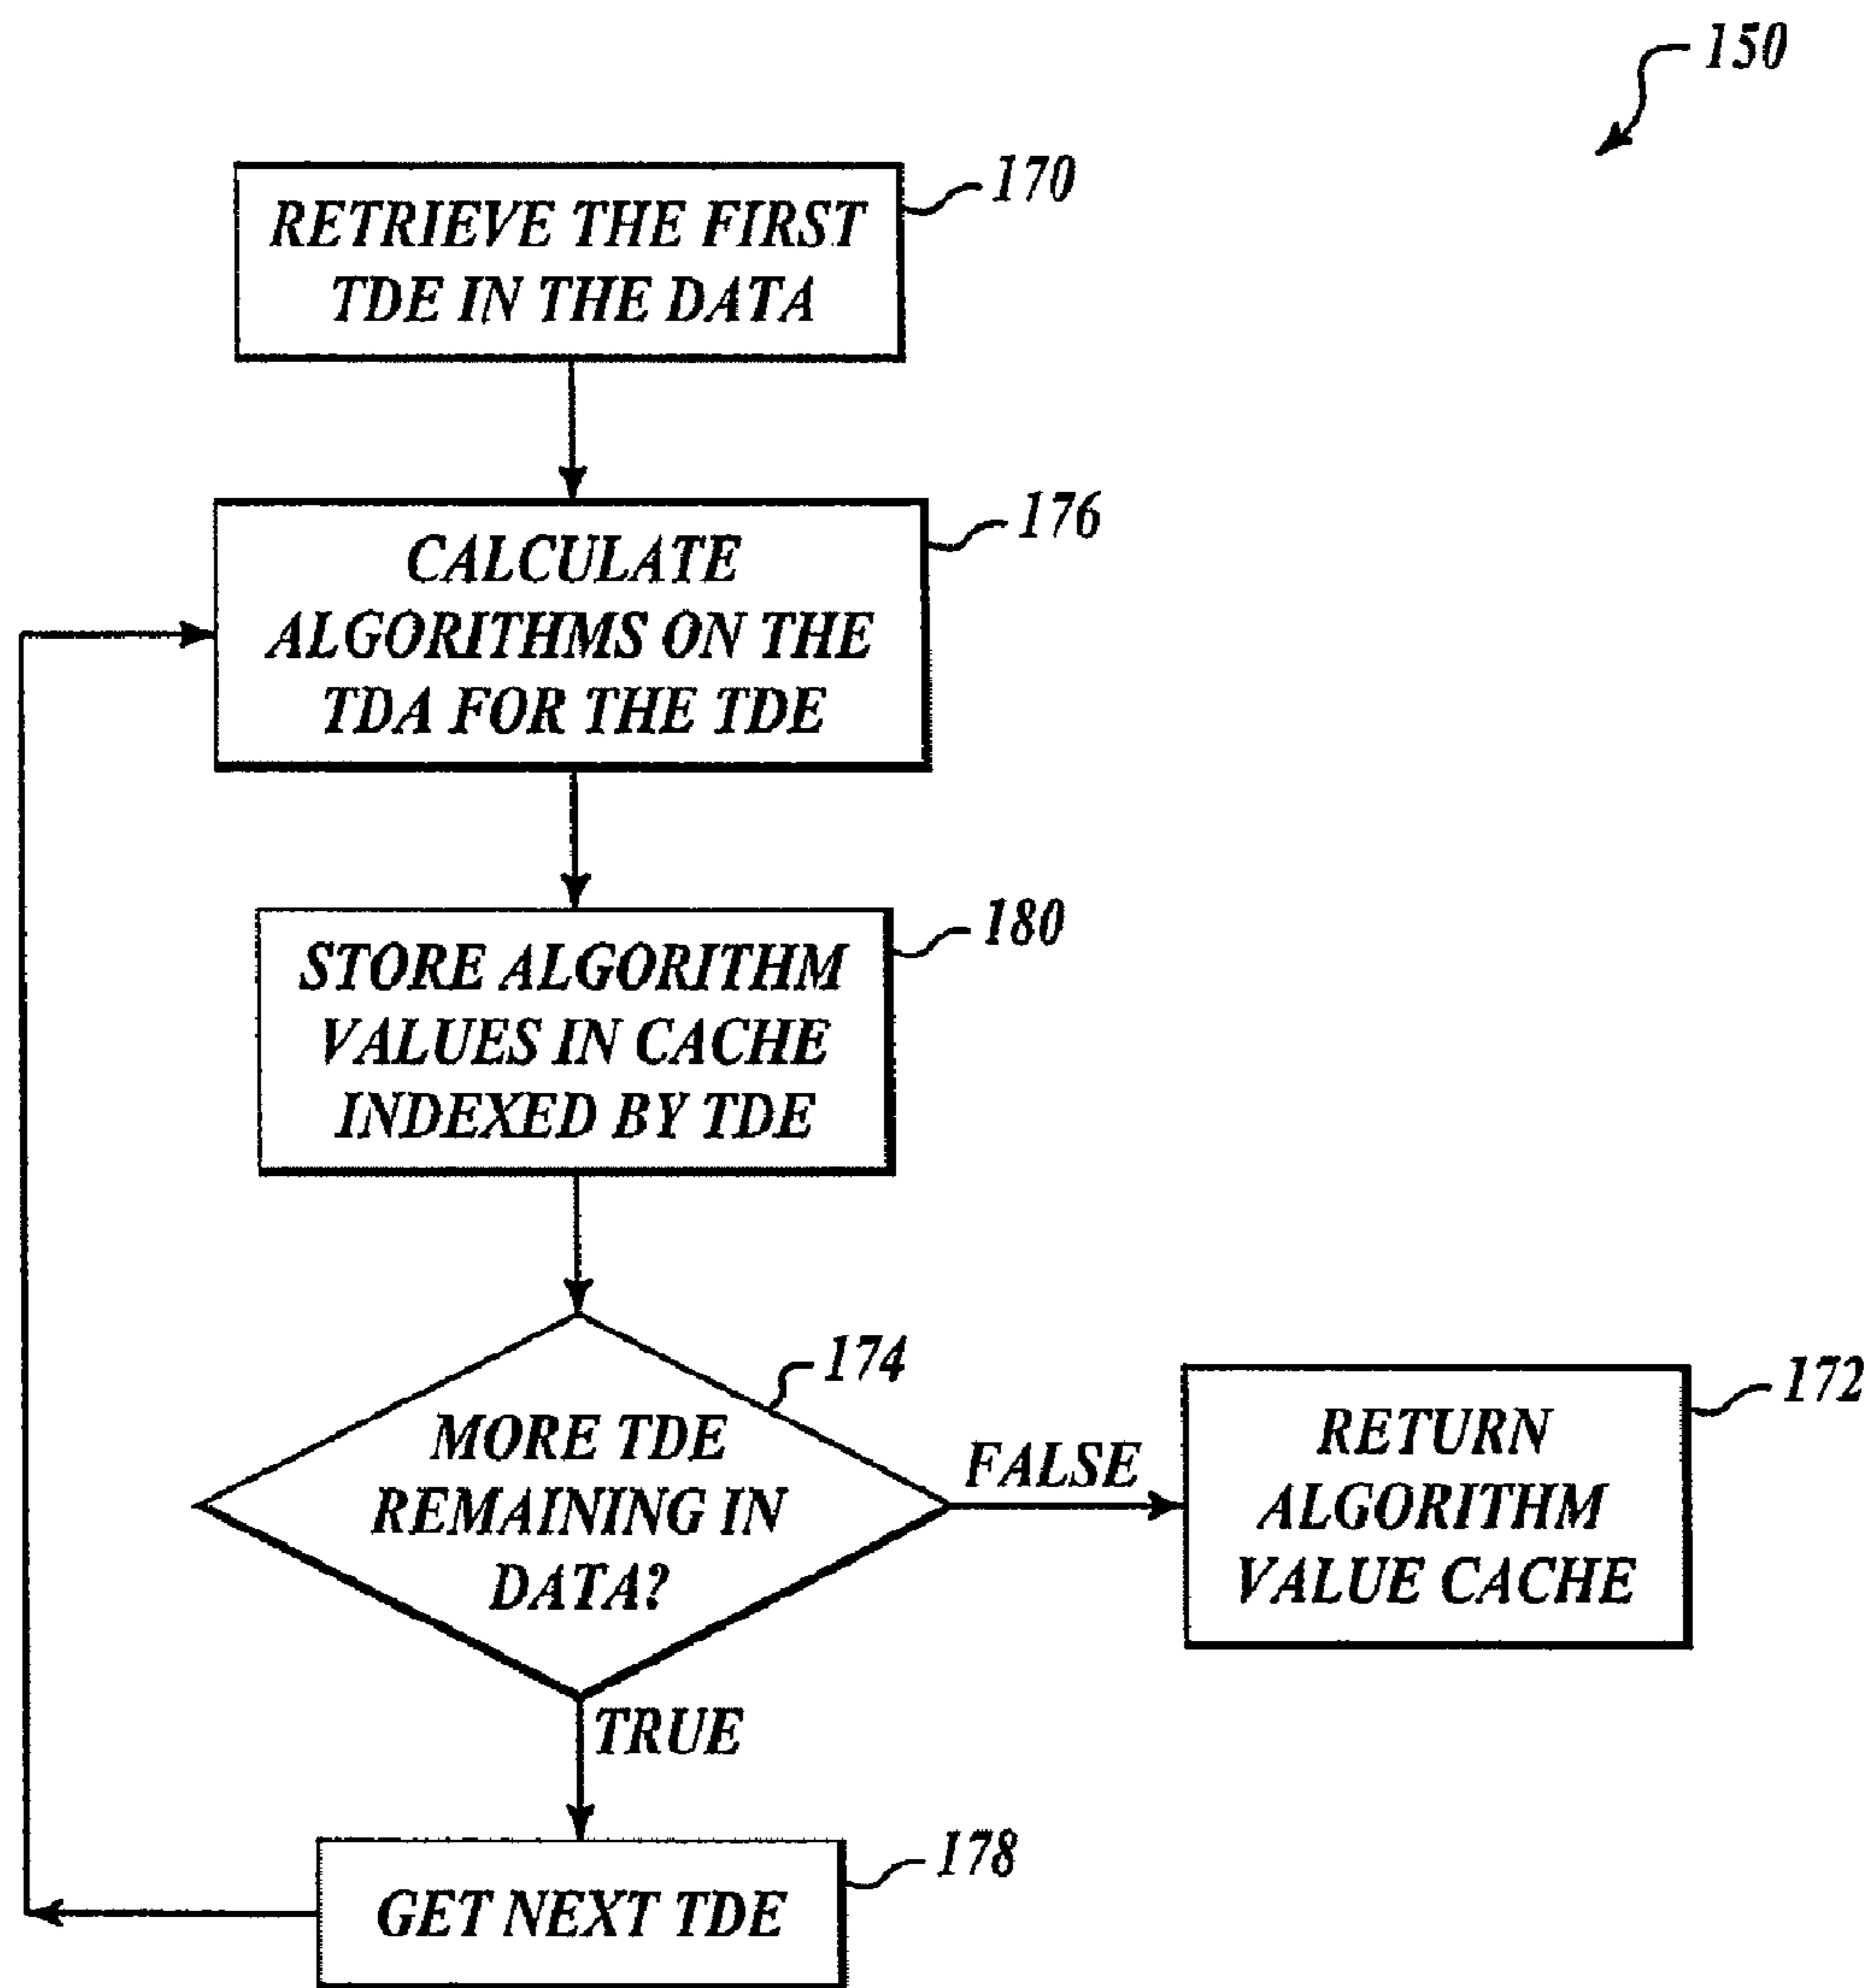 150
170
RETRIEVE THE FIRST
TDE IN THE DATA
176
CALCULATE
ALGORITHMS ON THE
TDA FOR THE TDE
180
STORE ALGORITHM
VALUES IN CACHE
INDEXED BY TDE
174
MORE TDE
REMAINING IN
DATA?
FALSE
172
RETURN
ALGORITHM
VALUE CACHE
TRUE
178
GET NEXT TDE